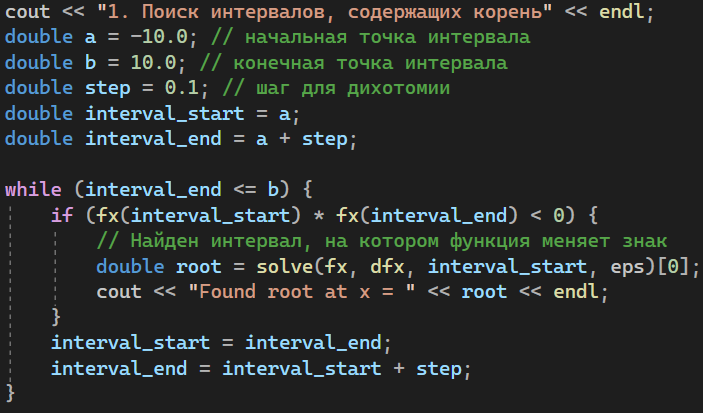 cout << "1. Поиск интервалов, содержащих корень" << endl;
double a = -10.0; // начальная точка интервала
double b = 10.0; // конечная точка интервала
double step = 0.1; // шаг для дихотомии
double interval_start = a;
double interval_end = a + step;

while (interval_end <= b) {
    if (fx(interval_start) * fx(interval_end) < 0) {
        // Найден интервал, на котором функция меняет знак
        double root = solve(fx, dfx, interval_start, eps)[0];
        cout << "Found root at x = " << root << endl;
    }
    interval_start = interval_end;
    interval_end = interval_start + step;
}